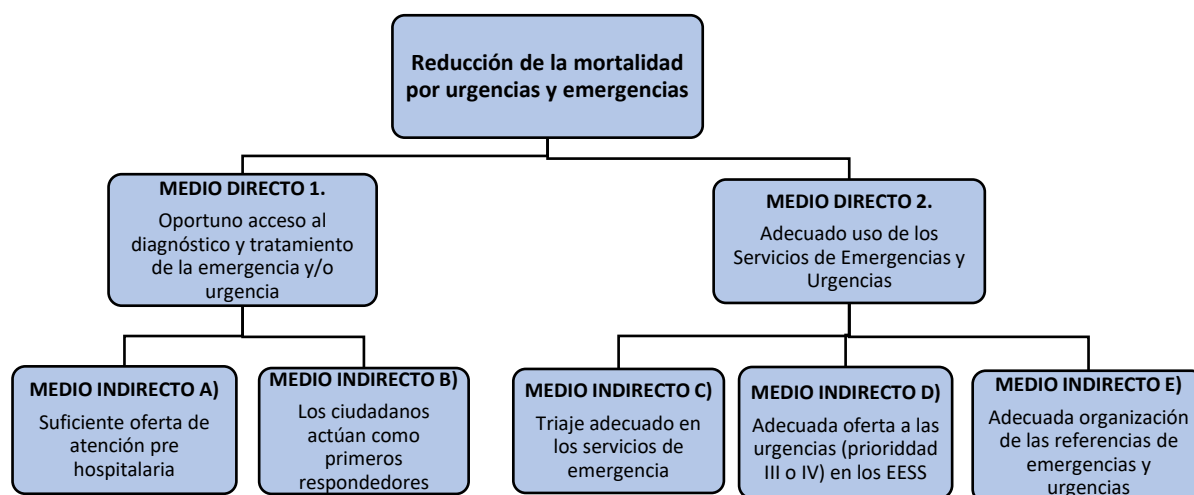 Reducción de la mortalidad
por urgencias y emergencias
MEDIO DIRECTO 1.
Oportuno acceso al
diagnóstico y tratamiento
de la emergencia y/o
urgencia
MEDIO DIRECTO 2.
Adecuado uso de los
Servicios de Emergencias y
Urgencias
MEDIO INDIRECTO A)
Suficiente oferta de
atención pre
hospitalaria
MEDIO INDIRECTO B)
Los ciudadanos
actúan como
primeros
respondedores
MEDIO INDIRECTO C)
Triaje adecuado en
los servicios de
emergencia
MEDIO INDIRECTO D)
Adecuada oferta a las
urgencias (prioriddad
III o IV) en los EESS
MEDIO INDIRECTO E)
Adecuada organización
de las referencias de
emergencias y
urgencias